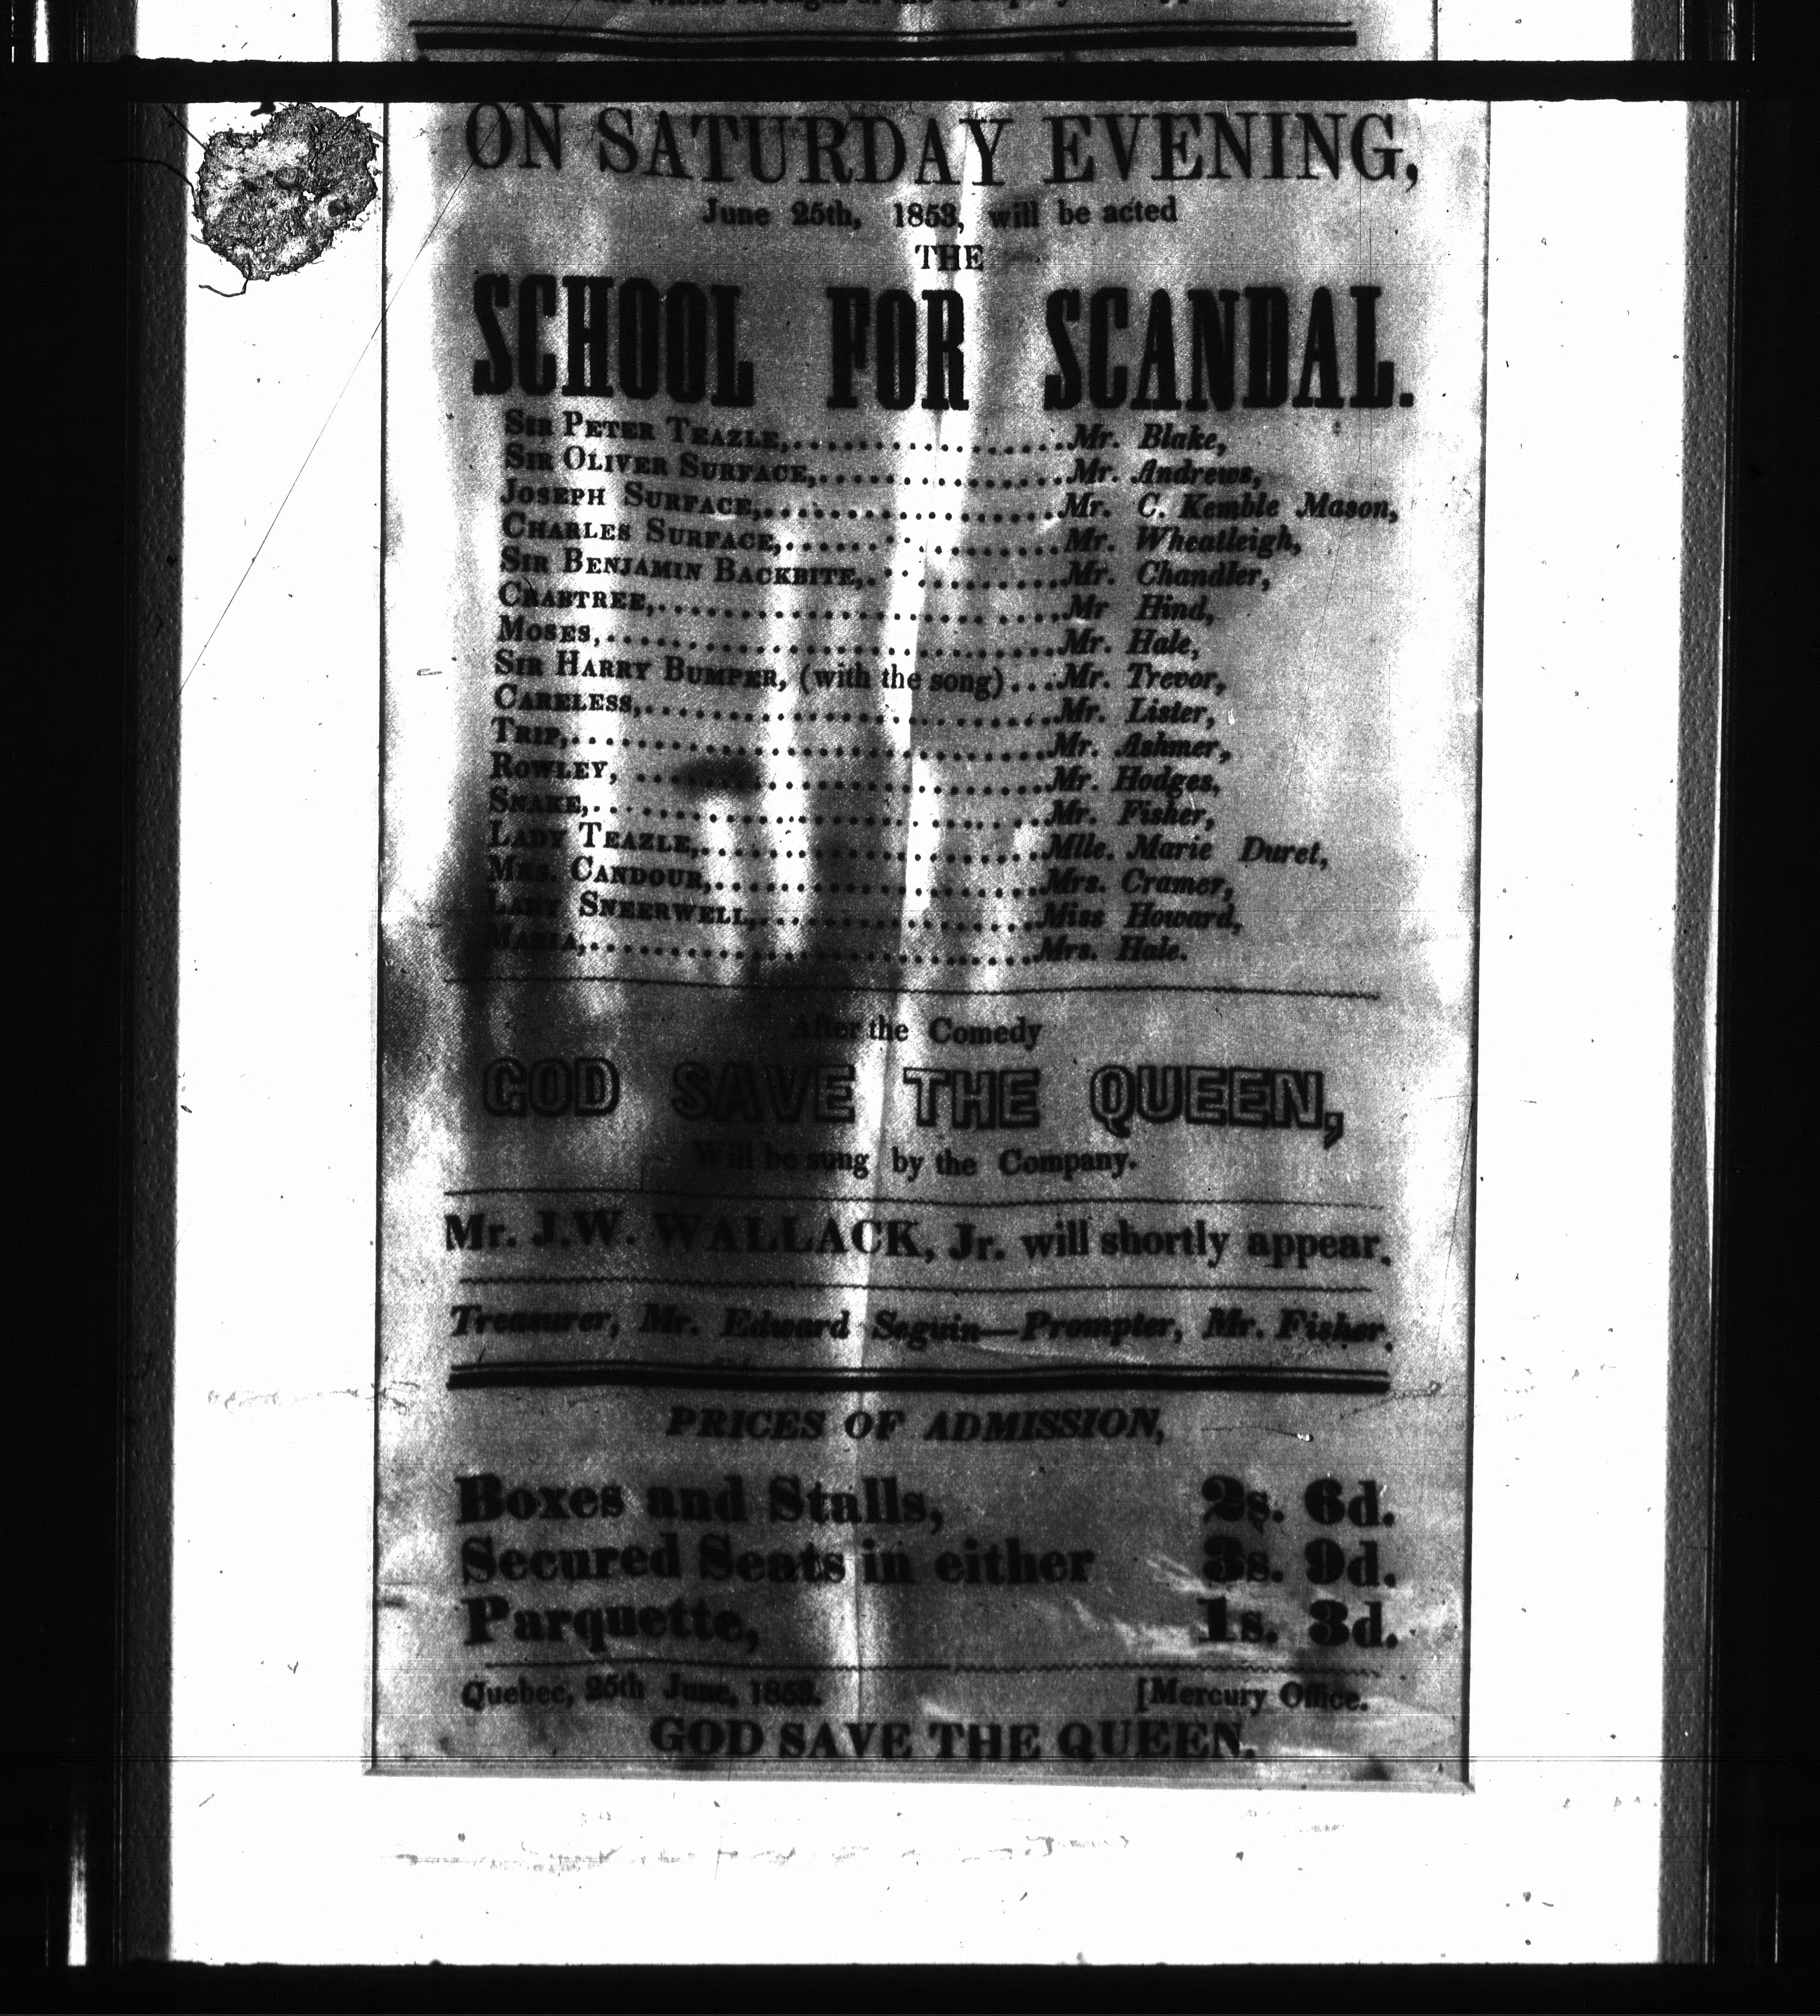 ON SATURDAY EVENING,
June 25th, 1853, will be acted
THE
SCHOOL FOR SCANDAL.
SIR PETER TEAZLE,......................Mr. Blake,
SIR OLIVER SURFACE,....................Mr. Andrews,
JOSEPH SURFACE,........................Mr. C. Kemble Mason,
CHARLES SURFACE,.......................Mr. Wheatleigh,
SIR BENJAMIN BACKBITE,.................Mr. Chandler,
CRABTREE,..............................Mr Hind,
MOSES,.................................Mr. Hale,
SIR HARRY BUMPER, (with the song)...Mr. Trevor,
CARELESS,..............................Mr. Lister,
TRIP,..................................Mr. Ashmer,
ROWLEY, ...............................Mr. Hodges,
SNAKE,.................................Mr. Fisher,
LADY TEAZLE,...........................Mlle. Marie Duret,
MRS. CANDOUR,..........................Mrs. Cramer,
LADY SNEERWELL,........................Miss Howard,
MARIA,.................................Mrs. Hale.
After the Comedy
GOD SAVE THE QUEEN,
Will be sung by the Company.
Mr. J.W. WALLACK, Jr. will shortly appear.
Treasurer, Mr. Edward Seguin—Prompter, Mr. Fisher.
PRICES OF ADMISSION,
Boxes and Stalls, 2s. 6d.
Secured Seats in either 3s. 9d.
Parquette, 1s. 3d.
Quebec, 25th June, 1853. [Mercury Office.
GOD SAVE THE QUEEN.